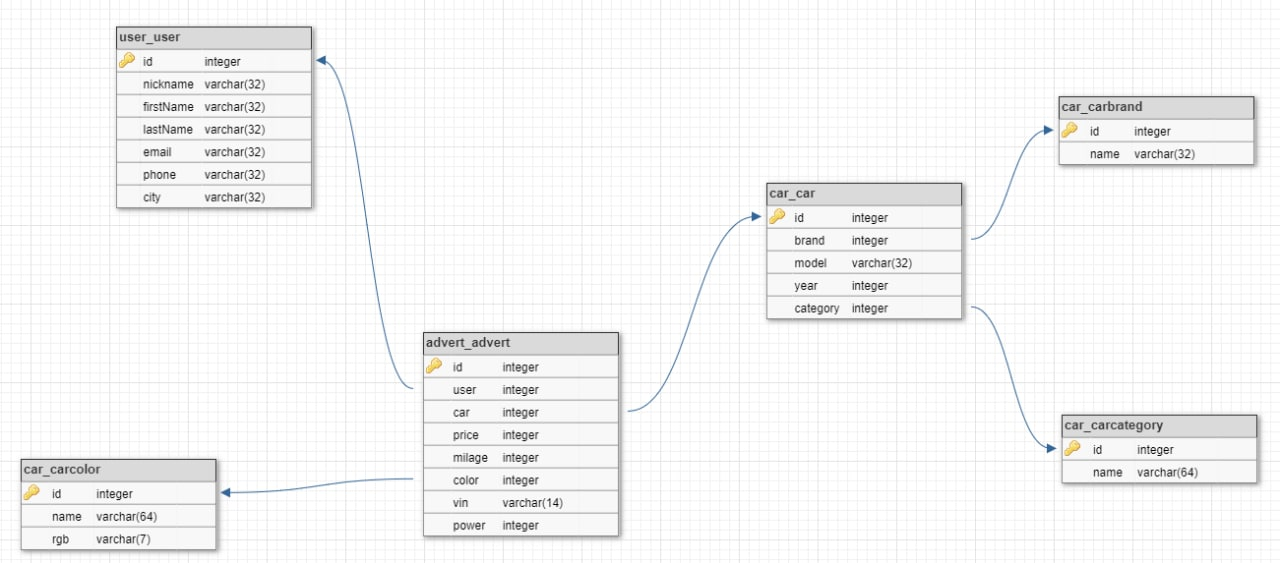 user_user
id integer
nickname varchar(32)
firstName varchar(32)
lastName varchar(32)
email varchar(32)
phone varchar(32)
city varchar(32)
car_carbrand
id integer
name varchar(32)
car_car
id integer
brand integer
model varchar(32)
year integer
category integer
advert_advert
id integer
user integer
car integer
price integer
milage integer
color integer
vin varchar(14)
power integer
car_carcategory
id integer
name varchar(64)
car_carcolor
id integer
name varchar(64)
rgb varchar(7)